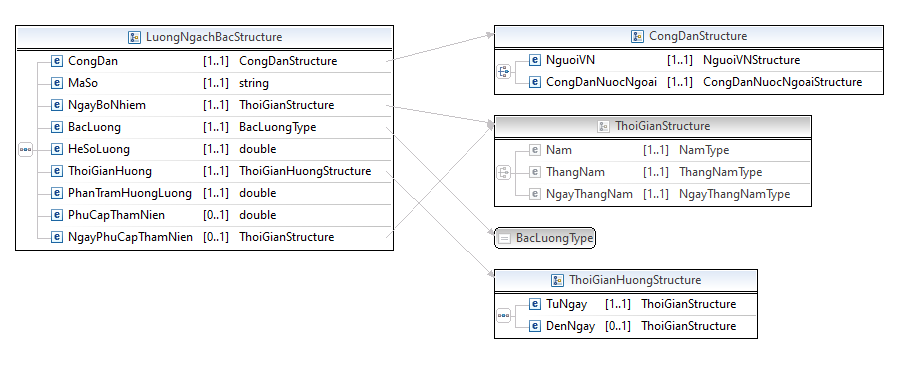 LuongNgachBacStructure
CongDan [1..1] CongDanStructure
MaSo [1..1] string
NgayBoNhiem [1..1] ThoiGianStructure
BacLuong [1..1] BacLuongType
HeSoLuong [1..1] double
ThoiGianHuong [1..1] ThoiGianHuongStructure
PhanTramHuongLuong [1..1] double
PhuCapThamNien [0..1] double
NgayPhuCapThamNien [0..1] ThoiGianStructure
CongDanStructure
NguoiVN [1..1] NguoiVNStructure
CongDanNuocNgoai [1..1] CongDanNuocNgoaiStructure
ThoiGianStructure
Nam [1..1] NamType
ThangNam [1..1] ThangNamType
NgayThangNam [1..1] NgayThangNamType
BacLuongType
ThoiGianHuongStructure
TuNgay [1..1] ThoiGianStructure
DenNgay [0..1] ThoiGianStructure